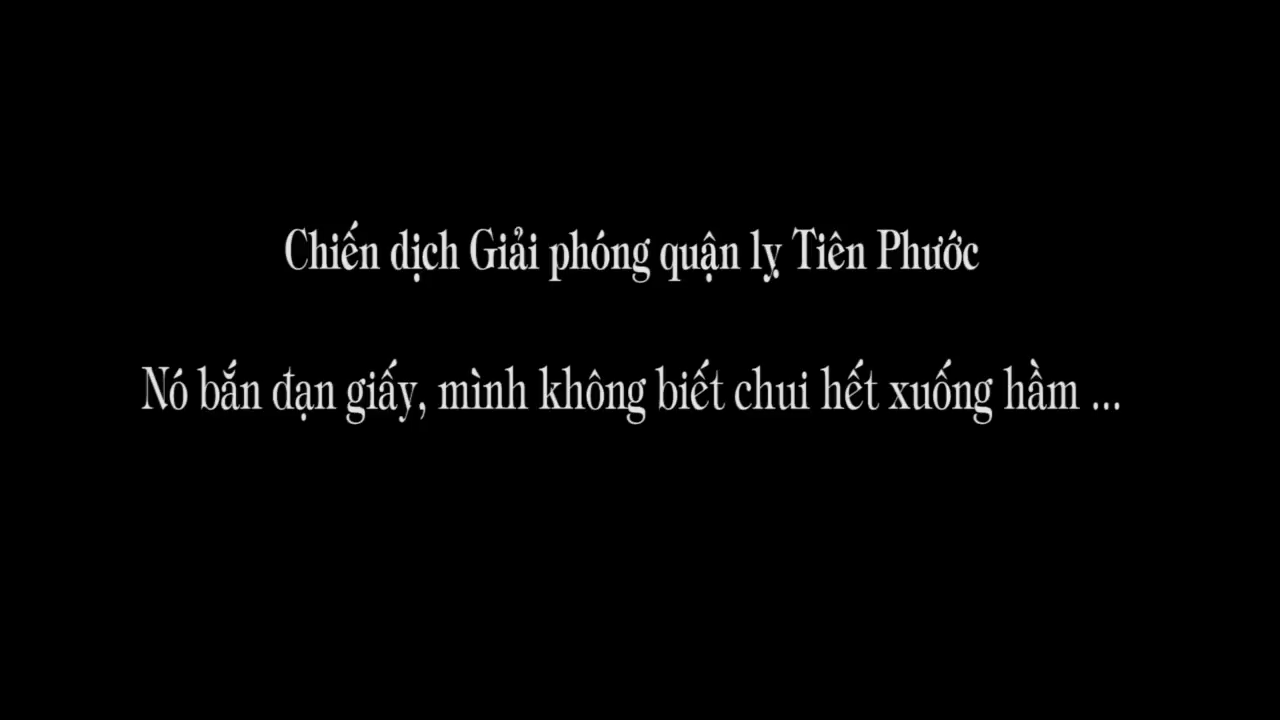 Chiến dịch Giải phóng quận lỵ Tiên Phước
Nó bắn đạn giấy, mình không biết chui hết xuống hầm ...